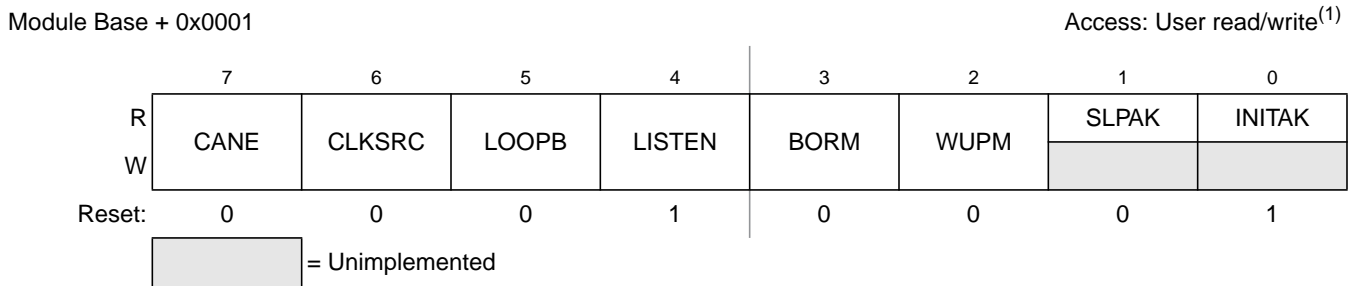 Module Base + 0x0001 Access: User read/write(1)
7 6 5 4 3 2 1 0
R CANE CLKSRC LOOPB LISTEN BORM WUPM SLPAK INITAK
W
Reset: 0 0 0 1 0 0 0 1
= Unimplemented